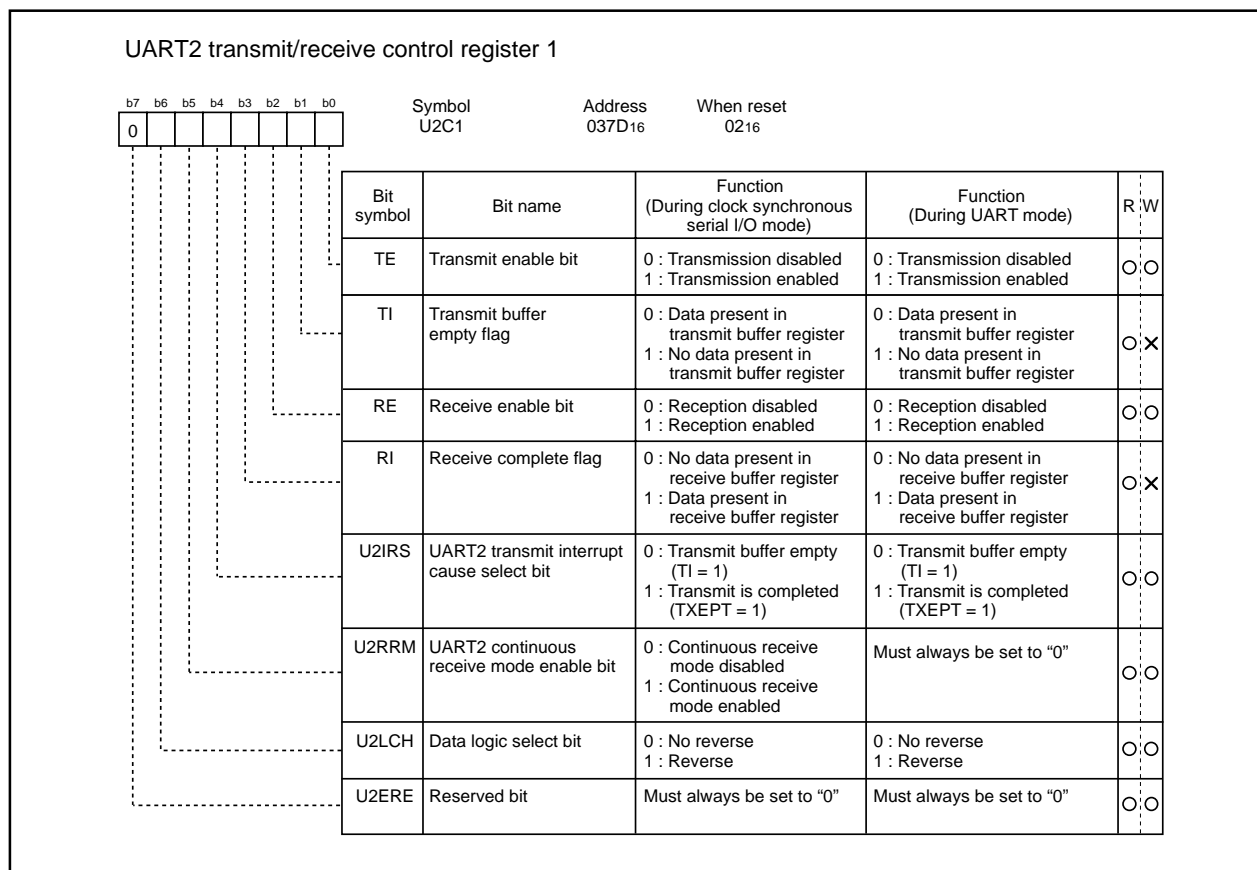 UART2 transmit/receive control register 1
b7 b6 b5 b4 b3 b2 b1 b0
Symbol Address When reset
U2C1 037D16 0216
0
Bit symbol Bit name Function (During clock synchronous serial I/O mode) Function (During UART mode) R W
TE Transmit enable bit 0 : Transmission disabled 0 : Transmission disabled
1 : Transmission enabled 1 : Transmission enabled
TI Transmit buffer 0 : Data present in 0 : Data present in
empty flag transmit buffer register transmit buffer register
1 : No data present in 1 : No data present in
transmit buffer register transmit buffer register
RE Receive enable bit 0 : Reception disabled 0 : Reception disabled
1 : Reception enabled 1 : Reception enabled
RI Receive complete flag 0 : No data present in 0 : No data present in
receive buffer register receive buffer register
1 : Data present in 1 : Data present in
receive buffer register receive buffer register
U2IRS UART2 transmit interrupt 0 : Transmit buffer empty 0 : Transmit buffer empty
cause select bit (TI = 1) (TI = 1)
1 : Transmit is completed 1 : Transmit is completed
(TXEPT = 1) (TXEPT = 1)
U2RRM UART2 continuous 0 : Continuous receive Must always be set to “0”
receive mode enable bit mode disabled
1 : Continuous receive
mode enabled
U2LCH Data logic select bit 0 : No reverse 0 : No reverse
1 : Reverse 1 : Reverse
U2ERE Reserved bit Must always be set to “0” Must always be set to “0”